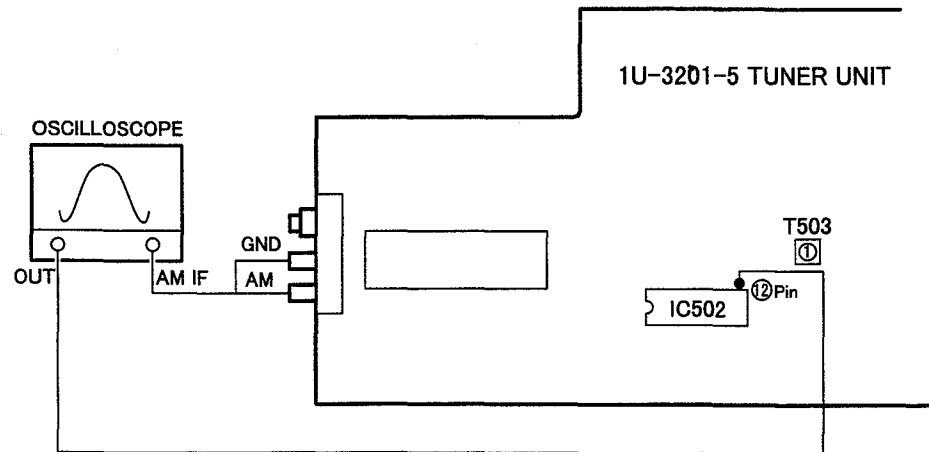 1U-3201-5 TUNER UNIT
OSCILLOSCOPE
OUT
AM IF
GND
AM
T503
①
⑫Pin
IC502